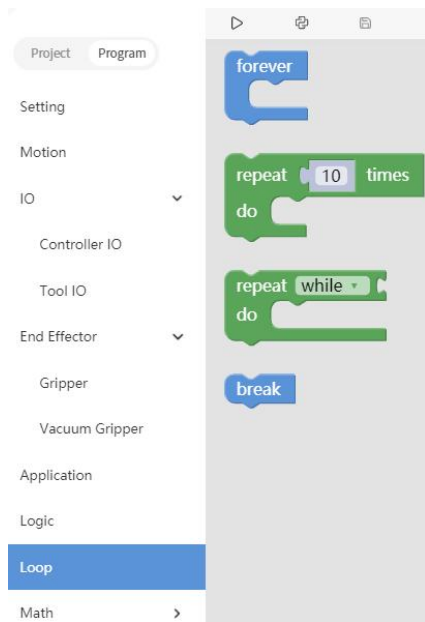 Project Program
Setting
Motion
IO
Controller IO
Tool IO
End Effector
Gripper
Vacuum Gripper
Application
Logic
Loop
Math
forever
repeat 10 times
do
repeat while
do
break